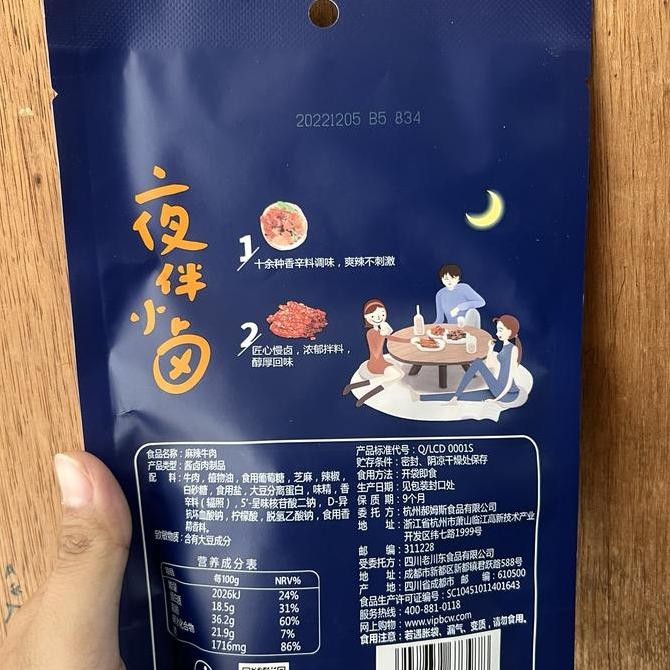 20221205 B5 834
夜伴小卤
1 十余种香辛料调味，爽辣不刺激
2 匠心慢卤，浓郁拌料，
醇厚回味
食品名称：麻辣牛肉
产品类型：酱卤肉制品
配 料：牛肉，植物油，食用葡萄糖，芝麻，辣椒，
白砂糖，食用盐，大豆分离蛋白，味精，香
辛料（辐照），5'-呈味核苷酸二钠，D-异
抗坏血酸钠，柠檬酸，脱氢乙酸钠，食用香
精香料。
致敏物质：含有大豆成分
营养成分表
每100g NRV%
2026kJ 24%
18.5g 31%
36.2g 60%
化合物 21.9g 7%
1716mg 86%
产品标准代号：Q/LCD 0001S
贮存条件：密封、阴凉干燥处保存
食用方法：开袋即食
生产日期：见包装封口处
保 质 期：9个月
委 托 方：杭州郝姆斯食品有限公司
地 址：浙江省杭州市萧山临江高新技术产业
开发区纬七路1999号
邮 编：311228
受委托方：四川老川东食品有限公司
地 址：成都市新都区新都镇君跃路588号
产 地：四川省成都市 邮 编：610500
食品生产许可证编号：SC10451011401643
服务热线：400-881-0118
网上购物：www.vipbcw.com
食用注意：若遇胀袋、漏气、变质，请勿食用。